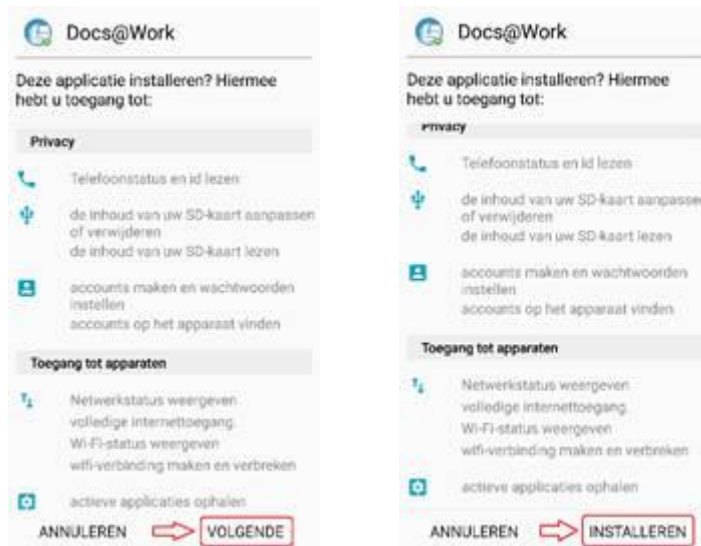 Docs@Work
Deze applicatie installeren? Hiermee
hebt u toegang tot:
Privacy
Telefoonstatus en id lezen
de inhoud van uw SD-kaart aanpassen
of verwijderen
de inhoud van uw SD-kaart lezen
accounts maken en wachtwoorden
instellen
accounts op het apparaat vinden
Toegang tot apparaten
Netwerkstatus weergeven
volledige internettoegang
Wi-Fi-status weergeven
wifi-verbinding maken en verbreken
actieve applicaties ophalen
ANNULEREN VOLGENDE
Docs@Work
Deze applicatie installeren? Hiermee
hebt u toegang tot:
Privacy
Telefoonstatus en id lezen
de inhoud van uw SD-kaart aanpassen
of verwijderen
de inhoud van uw SD-kaart lezen
accounts maken en wachtwoorden
instellen
accounts op het apparaat vinden
Toegang tot apparaten
Netwerkstatus weergeven
volledige internettoegang
Wi-Fi-status weergeven
wifi-verbinding maken en verbreken
actieve applicaties ophalen
ANNULEREN INSTALLEREN